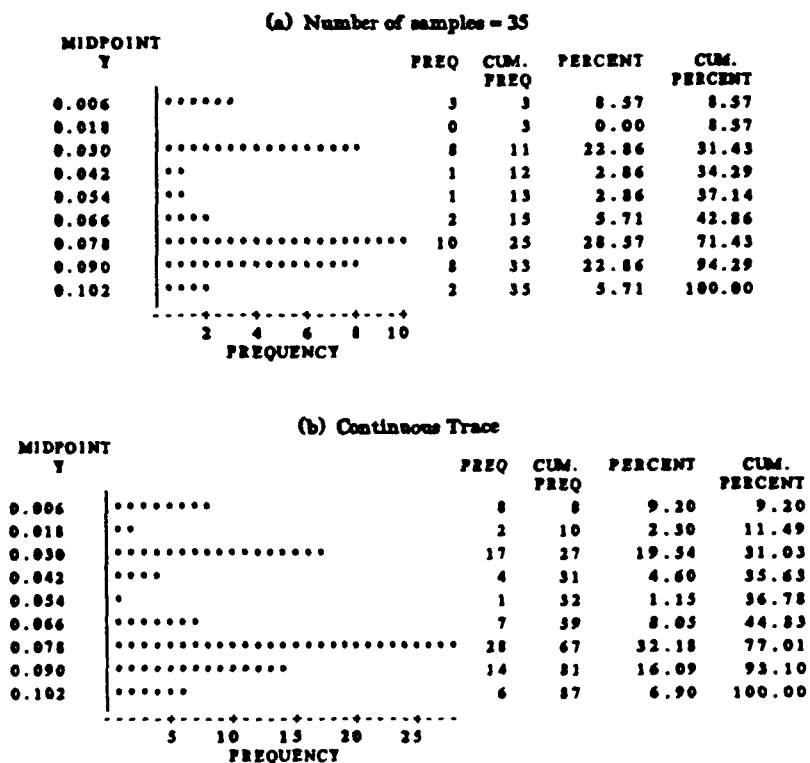 (a) Number of samples = 35
MIDPOINT
Y FREQ CUM. FREQ PERCENT CUM. PERCENT
0.006 3 3 8.57 8.57
0.018 0 3 0.00 8.57
0.030 8 11 22.86 31.43
0.042 1 12 2.86 34.29
0.054 1 13 2.86 37.14
0.066 2 15 5.71 42.86
0.078 10 25 28.57 71.43
0.090 8 33 22.86 94.29
0.102 2 35 5.71 100.00
2 4 6 8 10
FREQUENCY
(b) Continuous Trace
MIDPOINT
Y FREQ CUM. FREQ PERCENT CUM. PERCENT
0.006 8 8 9.20 9.20
0.018 2 10 2.30 11.49
0.030 17 27 19.54 31.03
0.042 4 31 4.60 35.63
0.054 1 32 1.15 36.78
0.066 7 39 8.05 44.83
0.078 28 67 32.18 77.01
0.090 14 81 16.09 93.10
0.102 6 87 6.90 100.00
5 10 15 20 25
FREQUENCY